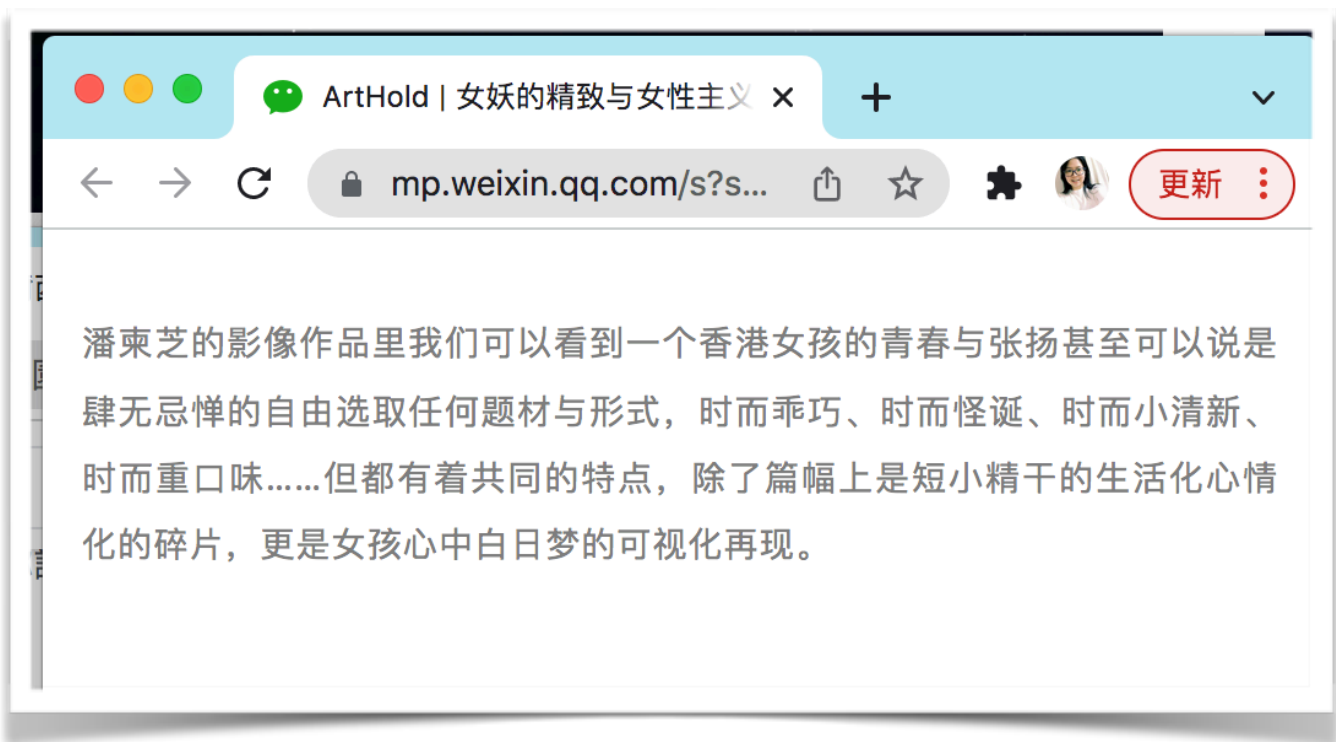 ArtHold | 女妖的精致与女性主义
mp.weixin.qq.com/s?s...
更新
潘柬芝的影像作品里我们可以看到一个香港女孩的青春与张扬甚至可以说是
肆无忌惮的自由选取任何题材与形式，时而乖巧、时而怪诞、时而小清新、
时而重口味……但都有着共同的特点，除了篇幅上是短小精干的生活化心情
化的碎片，更是女孩心中白日梦的可视化再现。